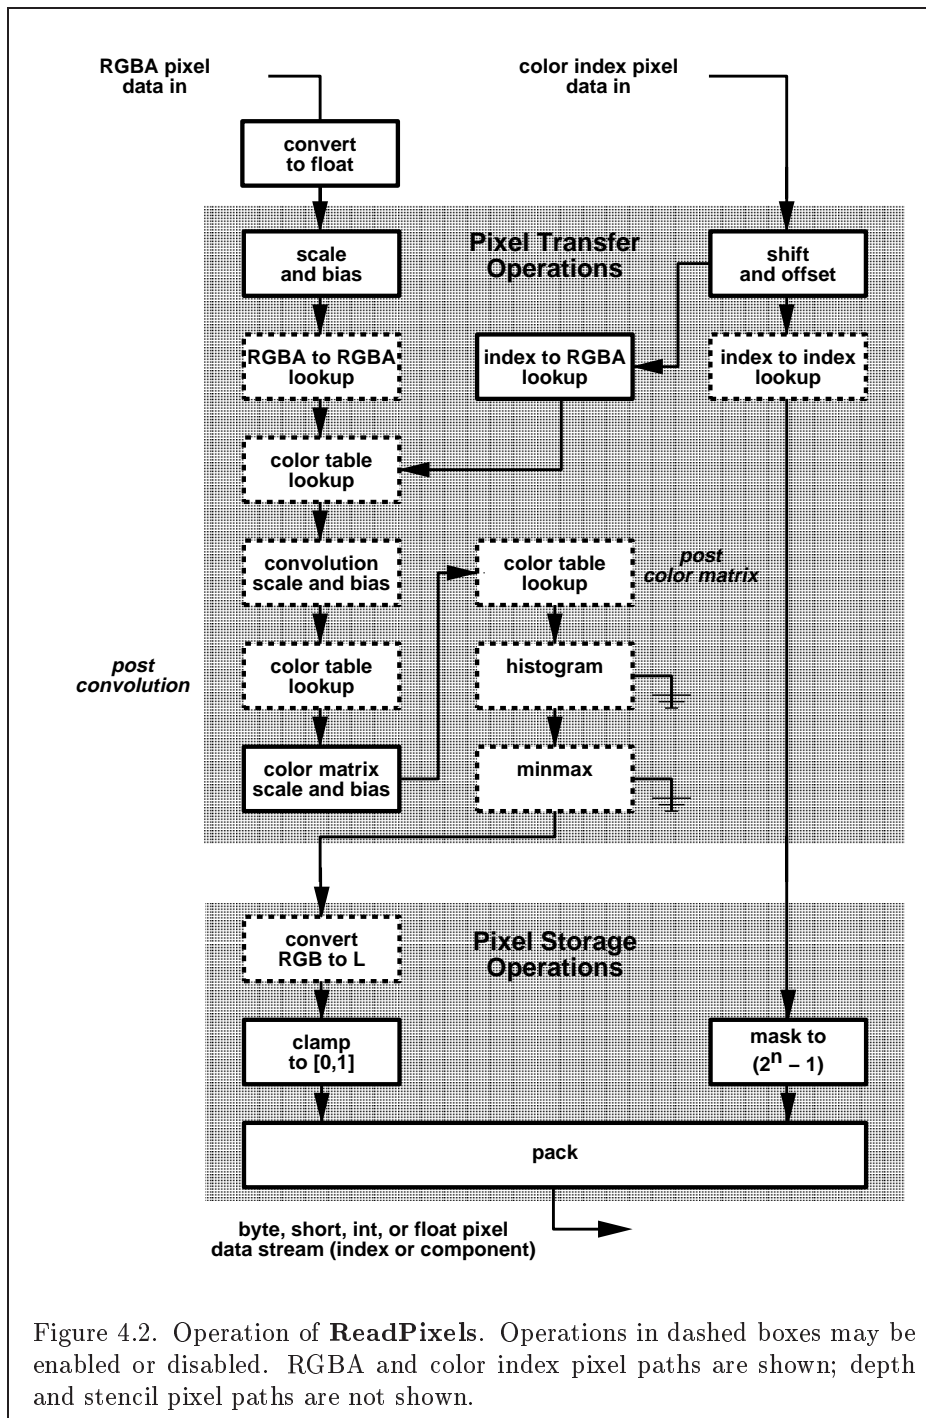 RGBA pixel
data in
color index pixel
data in
convert
to float
Pixel Transfer
Operations
scale
and bias
shift
and offset
RGBA to RGBA
lookup
index to RGBA
lookup
index to index
lookup
color table
lookup
convolution
scale and bias
color table
lookup
post
color matrix
post
convolution
color table
lookup
histogram
color matrix
scale and bias
minmax
Pixel Storage
Operations
convert
RGB to L
clamp
to [0,1]
mask to
(2^n – 1)
pack
byte, short, int, or float pixel
data stream (index or component)
Figure 4.2. Operation of ReadPixels. Operations in dashed boxes may be
enabled or disabled. RGBA and color index pixel paths are shown; depth
and stencil pixel paths are not shown.